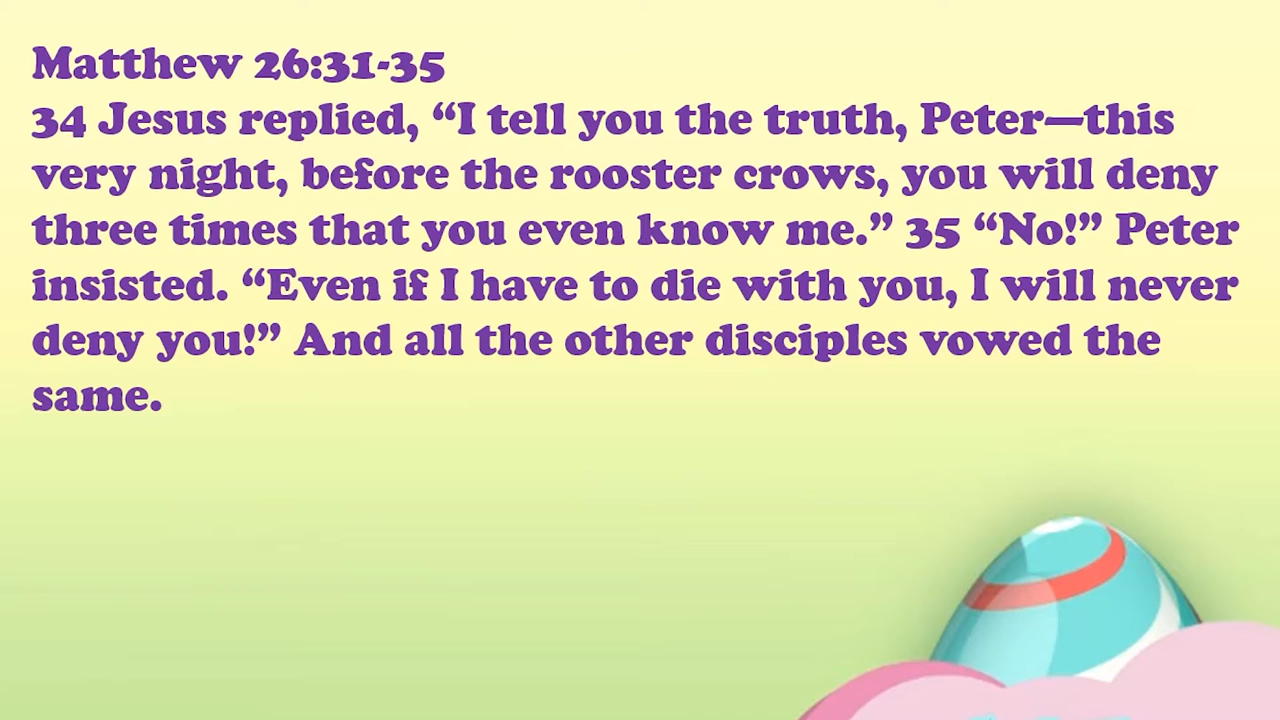 Matthew 26:31-35
34 Jesus replied, “I tell you the truth, Peter—this
very night, before the rooster crows, you will deny
three times that you even know me.” 35 “No!” Peter
insisted. “Even if I have to die with you, I will never
deny you!” And all the other disciples vowed the
same.